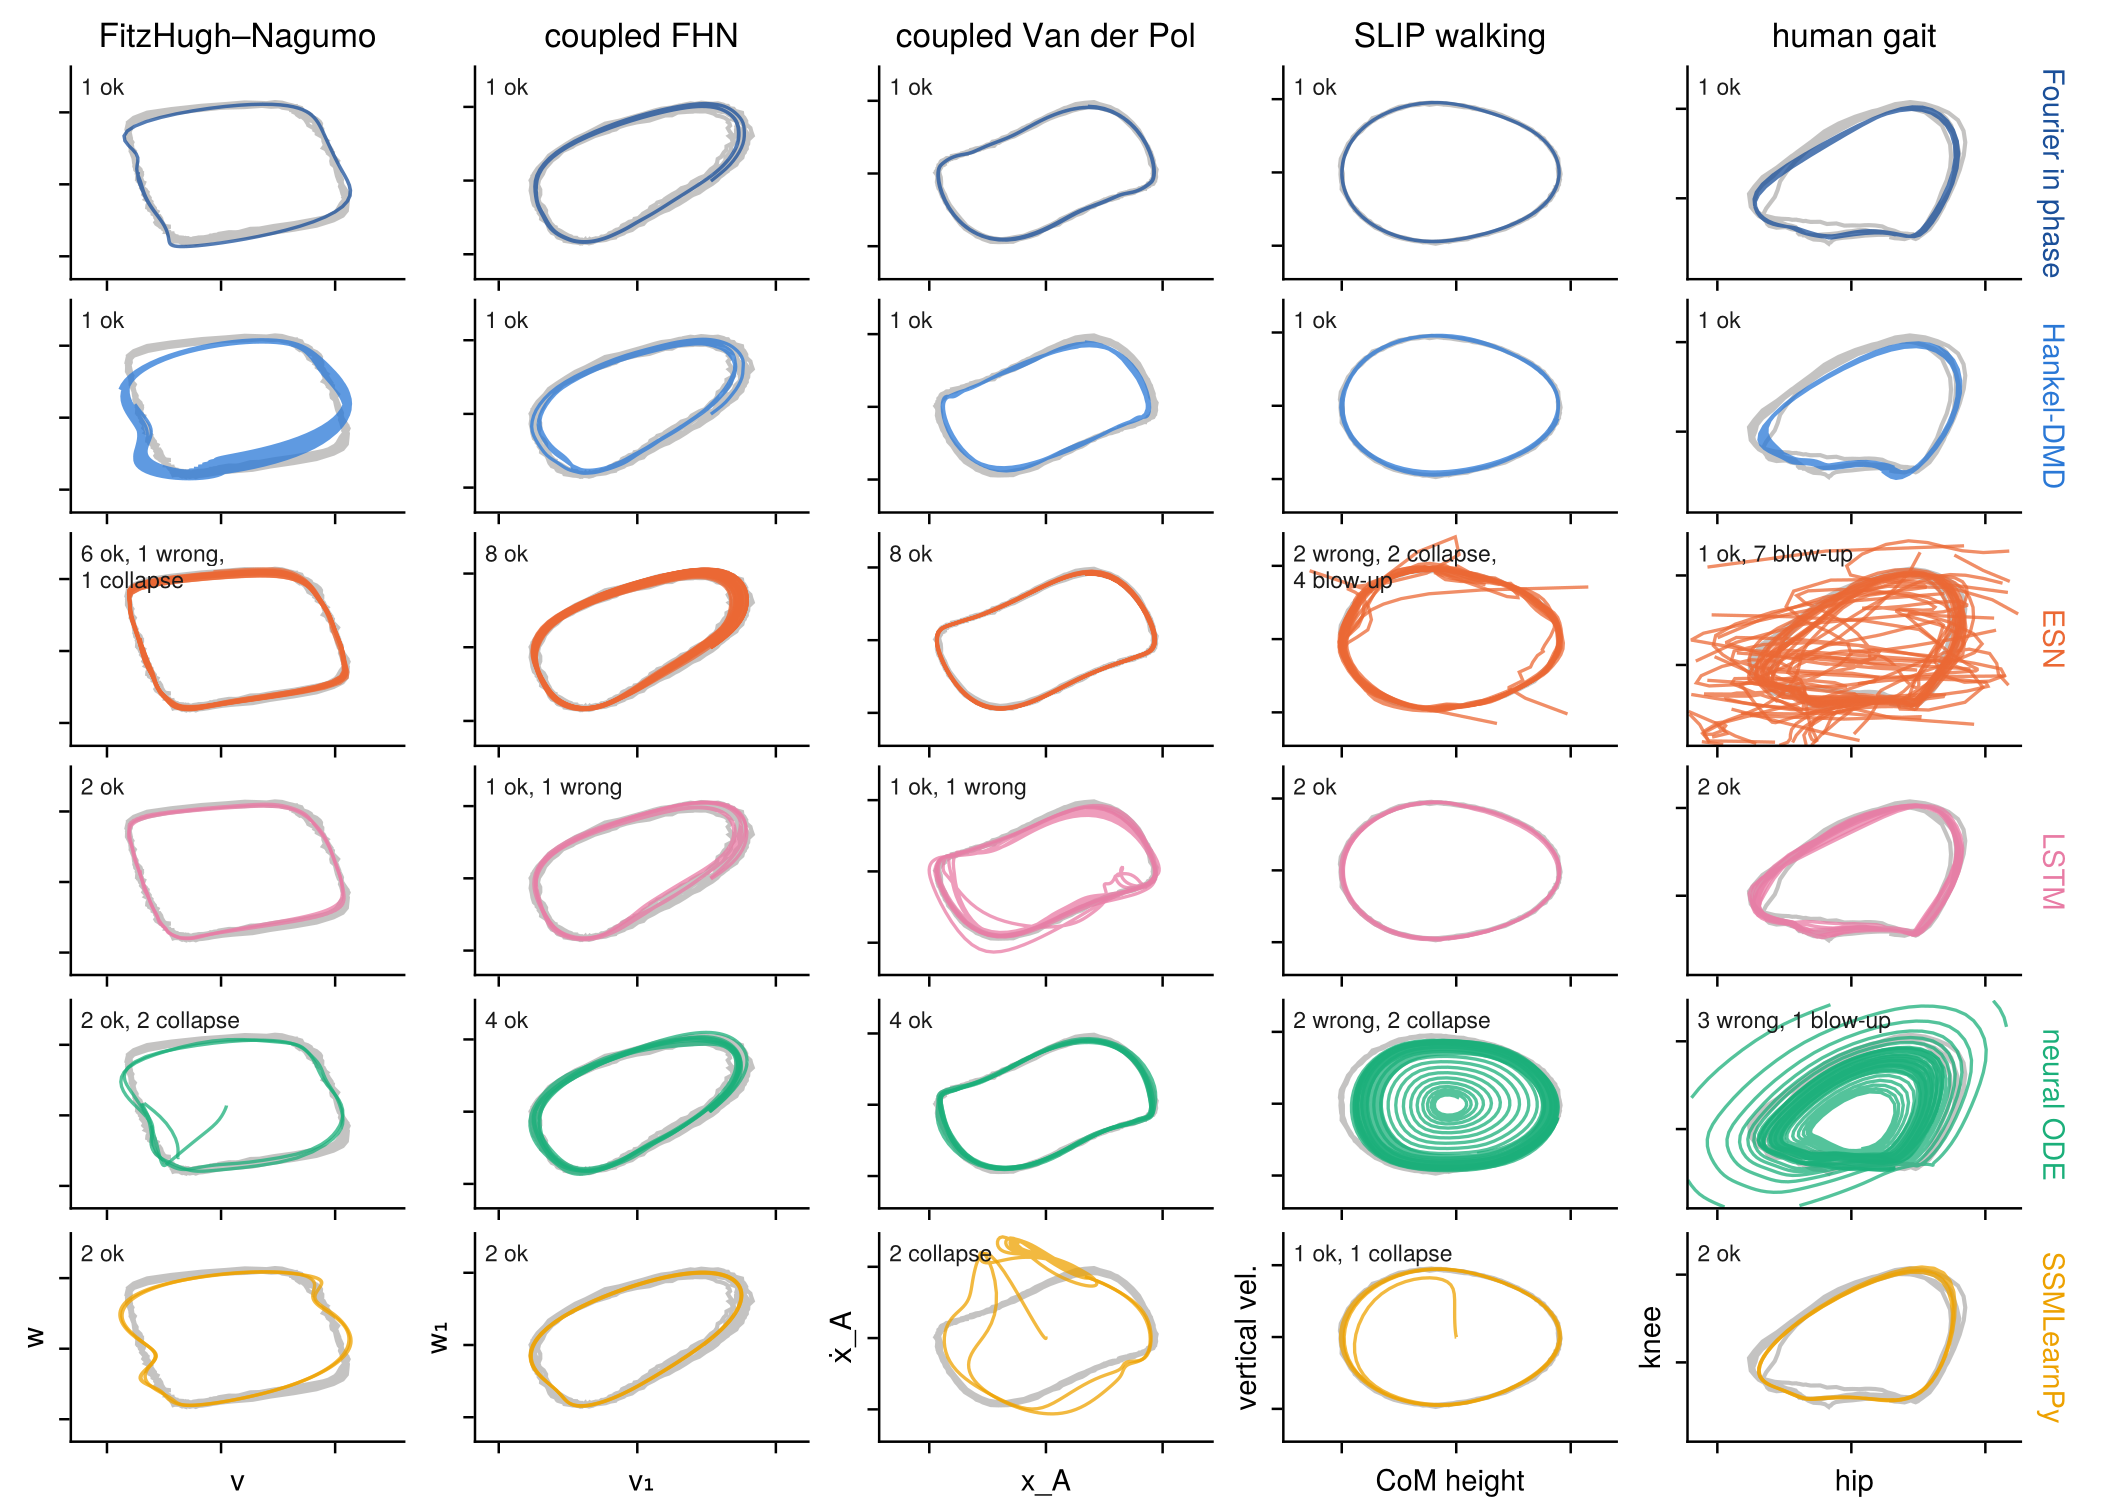 FitzHugh–Nagumo
coupled FHN
coupled Van der Pol
SLIP walking
human gait
1 ok
1 ok
1 ok
1 ok
1 ok
Fourier in phase
1 ok
1 ok
1 ok
1 ok
1 ok
Hankel-DMD
6 ok, 1 wrong,
1 collapse
8 ok
8 ok
2 wrong, 2 collapse,
4 blow-up
1 ok, 7 blow-up
ESN
2 ok
1 ok, 1 wrong
1 ok, 1 wrong
2 ok
2 ok
LSTM
2 ok, 2 collapse
4 ok
4 ok
2 wrong, 2 collapse
3 wrong, 1 blow-up
neural ODE
w
2 ok
w₁
2 ok
ẋ_A
2 collapse
vertical vel.
1 ok, 1 collapse
knee
2 ok
SSMLearnPy
v
v₁
x_A
CoM height
hip